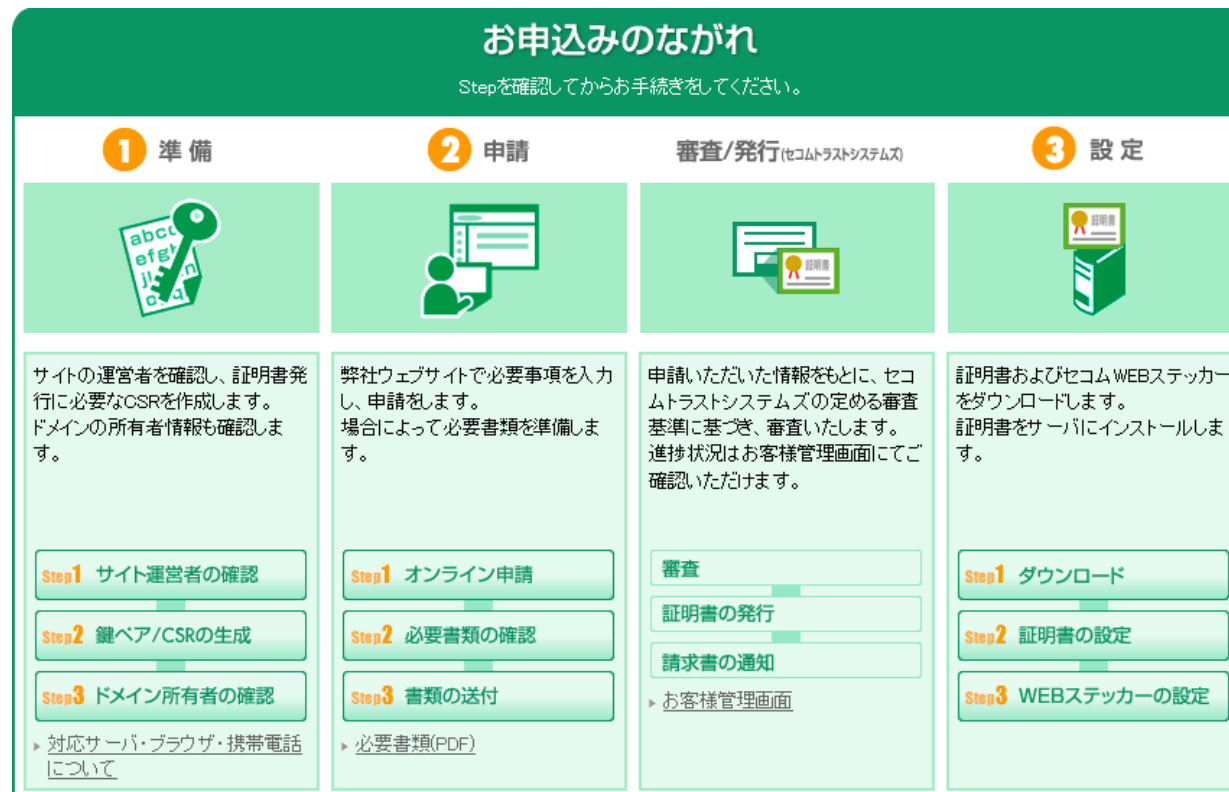 お申込みのながれ
Stepを確認してからお手続きをしてください。
1 準備
abcc
efgh
証明書
サイトの運営者を確認し、証明書発
行に必要なCSRを作成します。
ドメインの所有者情報も確認しま
す。
Step1 サイト運営者の確認
Step2 鍵ペア/CSRの生成
Step3 ドメイン所有者の確認
対応サーバ・ブラウザ・携帯電話
について
2 申請
弊社ウェブサイトで必要事項を入力
し、申請をします。
場合によって必要書類を準備しま
す。
Step1 オンライン申請
Step2 必要書類の確認
Step3 書類の送付
必要書類(PDF)
審査/発行(セコムトラストシステムズ)
証明書
申請いただいた情報をもとに、セコ
ムトラストシステムズの定める審査
基準に基づき、審査いたします。
進捗状況はお客様管理画面にてご
確認いただけます。
審査
証明書の発行
請求書の通知
お客様管理画面
3 設定
証明書およびセコムWEBステッカー
をダウンロードします。
証明書をサーバにインストールしま
す。
Step1 ダウンロード
Step2 証明書の設定
Step3 WEBステッカーの設定